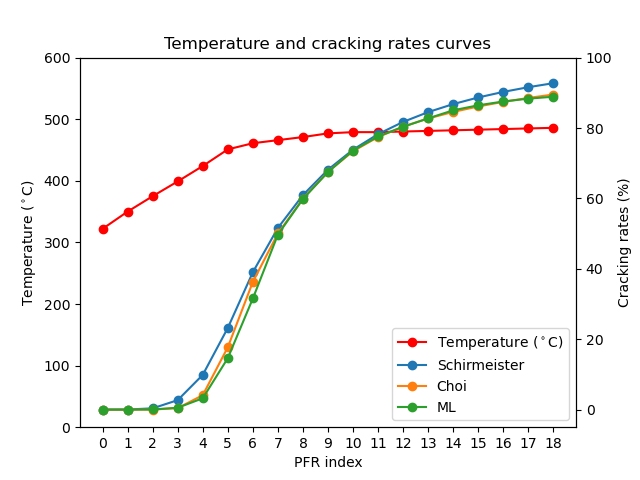 Temperature and cracking rates curves
600
500
400
300
200
100
0
Temperature (°C)
100
80
60
40
20
0
Cracking rates (%)
Temperature (°C)
Schirmeister
Choi
ML
0 1 2 3 4 5 6 7 8 9 10 11 12 13 14 15 16 17 18
PFR index